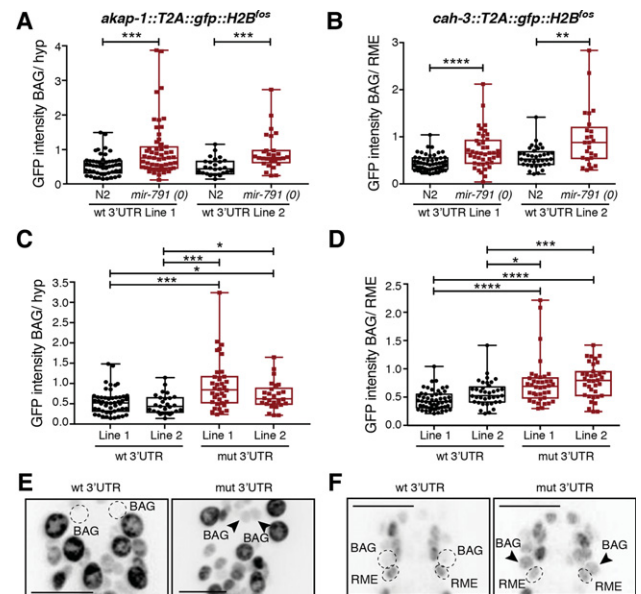 A akap-1::T2A::gfp::H2Bfos
GFP intensity BAG/ hyp
4
3
2
1
0
*** ***
N2 mir-791 (0) N2 mir-791 (0)
wt 3'UTR Line 1 wt 3'UTR Line 2
B cah-3::T2A::gfp::H2Bfos
GFP intensity BAG/ RME
3
2
1
0
**** **
N2 mir-791 (0) N2 mir-791 (0)
wt 3'UTR Line 1 wt 3'UTR Line 2
C
GFP intensity BAG/ hyp
*
***
*
***
3.5
3.0
2.5
2.0
1.5
1.0
0.5
0.0
Line 1 Line 2 Line 1 Line 2
wt 3'UTR mut 3'UTR
D
GFP intensity BAG/ RME
***
*
****
****
2.5
2.0
1.5
1.0
0.5
0.0
Line 1 Line 2 Line 1 Line 2
wt 3'UTR mut 3'UTR
E wt 3'UTR mut 3'UTR
BAG BAG
BAG BAG
F wt 3'UTR mut 3'UTR
BAG BAG
RME RME
BAG BAG
RME RME